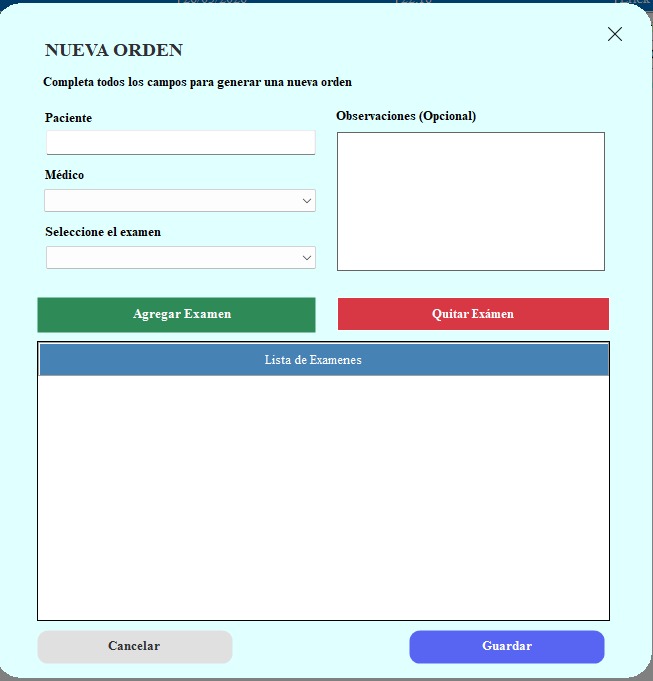 NUEVA ORDEN
Completa todos los campos para generar una nueva orden
Paciente
Observaciones (Opcional)
Médico
Seleccione el examen
Agregar Examen
Quitar Exámen
Lista de Examenes
Cancelar
Guardar